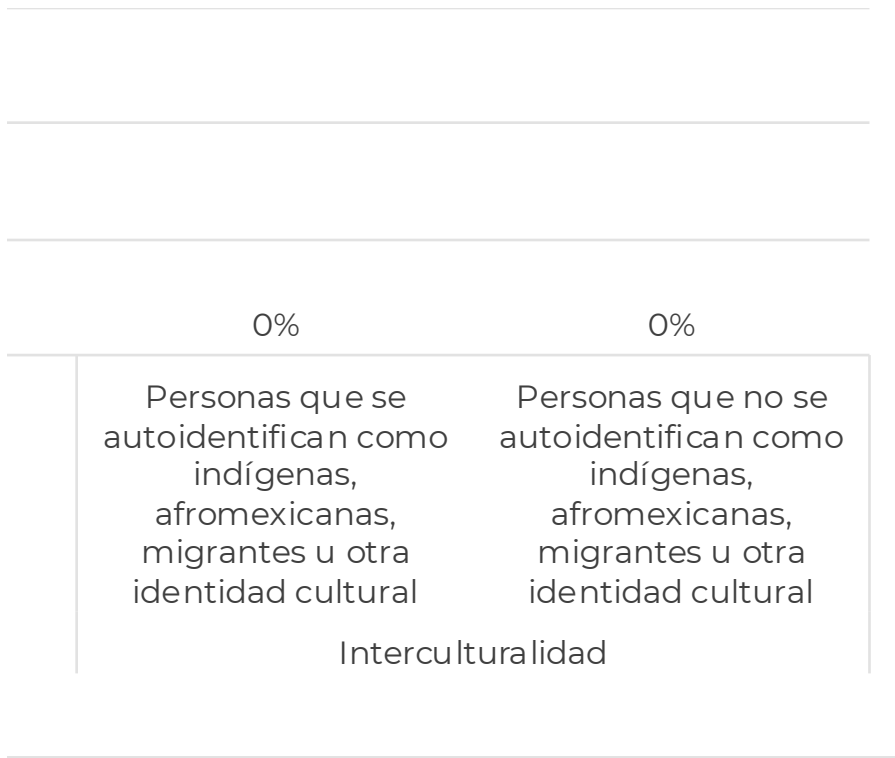 0%
0%
Personas que se
autoidentifican como
indígenas,
afromexicanas,
migrantes u otra
identidad cultural
Personas que no se
autoidentifican como
indígenas,
afromexicanas,
migrantes u otra
identidad cultural
Interculturalidad